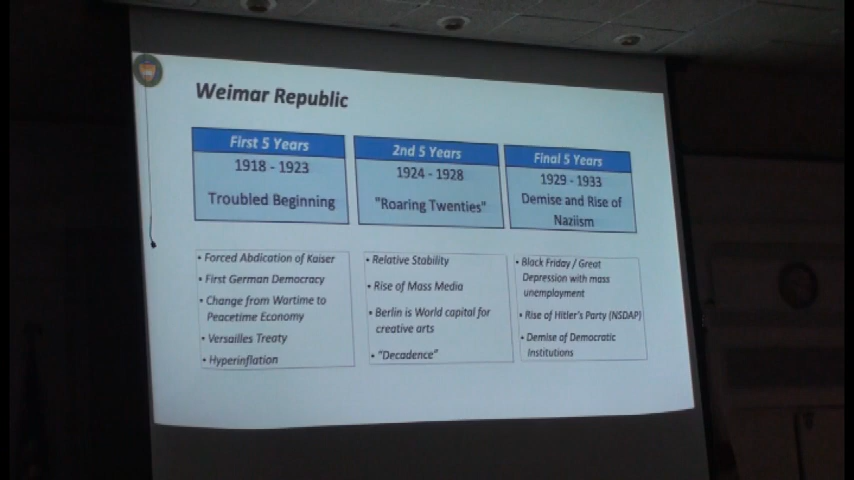 Weimar Republic
First 5 Years
1918 - 1923
Troubled Beginning
2nd 5 Years
1924 - 1928
"Roaring Twenties"
Final 5 Years
1929 - 1933
Demise and Rise of
Naziism
• Forced Abdication of Kaiser
• First German Democracy
• Change from Wartime to
Peacetime Economy
• Versailles Treaty
• Hyperinflation
• Relative Stability
• Rise of Mass Media
• Berlin is World capital for
creative arts
• "Decadence"
• Black Friday / Great
Depression with mass
unemployment
• Rise of Hitler's Party (NSDAP)
• Demise of Democratic
Institutions